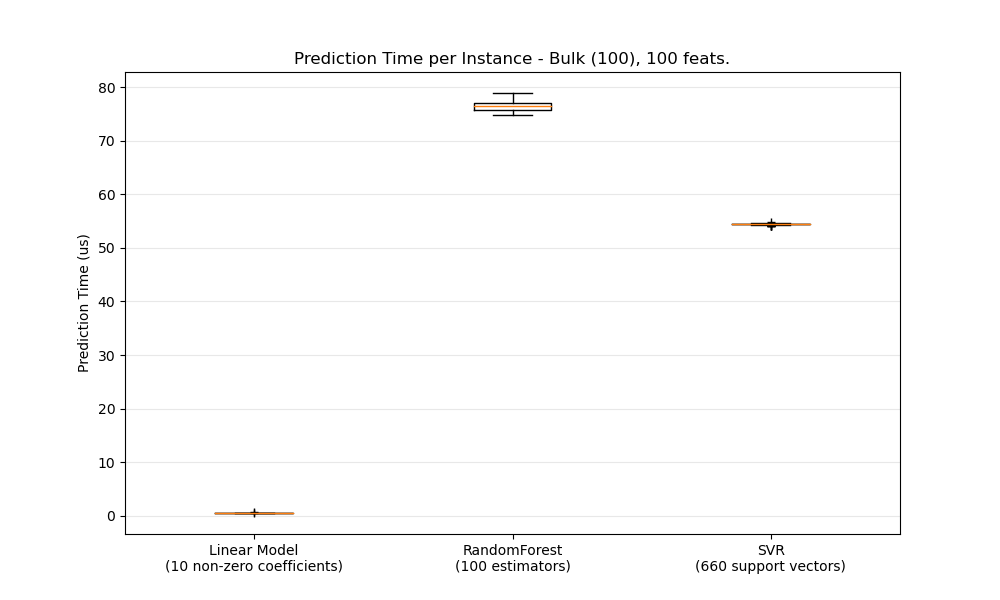 Prediction Time per Instance - Bulk (100), 100 feats.
80
70
60
50
40
30
20
10
0
Prediction Time (us)
Linear Model
(10 non-zero coefficients)
RandomForest
(100 estimators)
SVR
(660 support vectors)